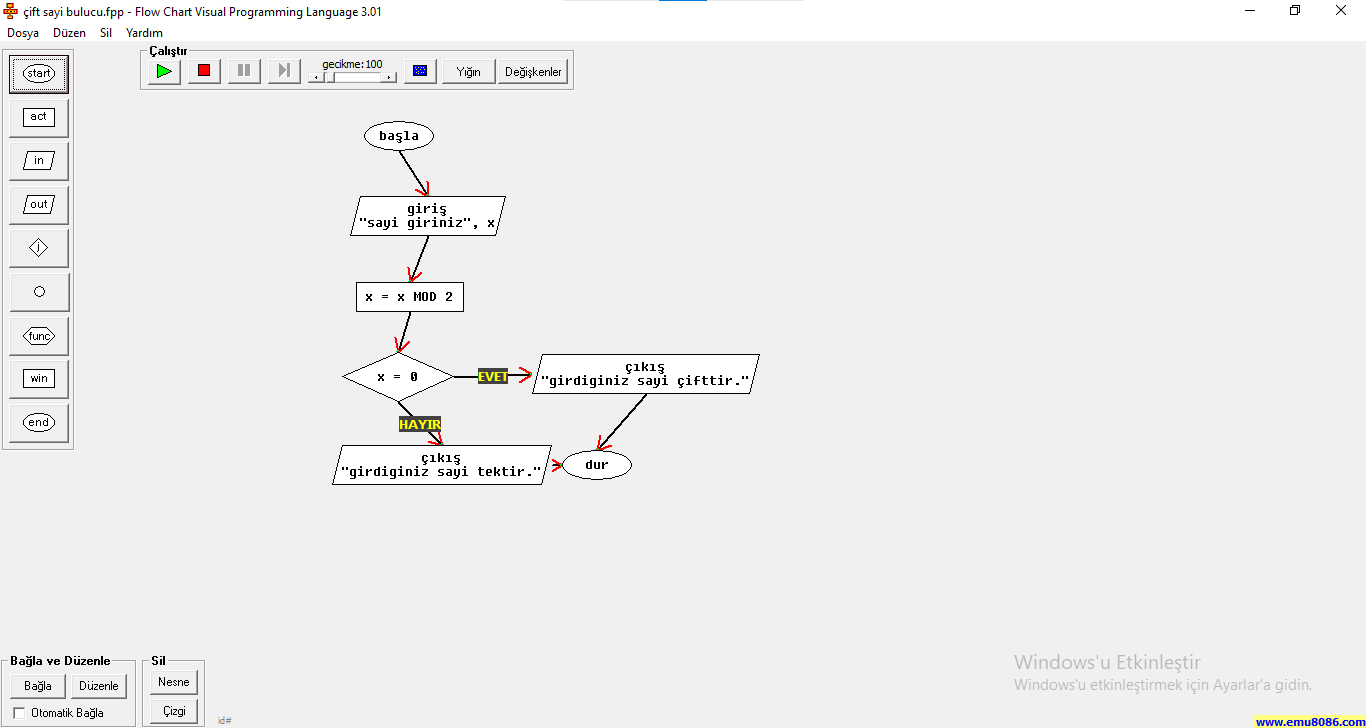 çift sayi bulucu.fpp - Flow Chart Visual Programming Language 3.01
Dosya Düzen Sil Yardım
Çalıştır
gecikme:100
Yığın
Değişkenler
start
act
in
out
j
func
win
end
başla
giriş
"sayi giriniz", x
x = x MOD 2
x = 0
EVET
çıkış
"girdiginiz sayi çifttir."
HAYIR
çıkış
"girdiginiz sayi tektir."
dur
Bağla ve Düzenle
Bağla
Düzenle
Otomatik Bağla
Sil
Nesne
Çizgi
id#
Windows'u Etkinleştir
Windows'u etkinleştirmek için Ayarlar'a gidin.
www.emu8086.com